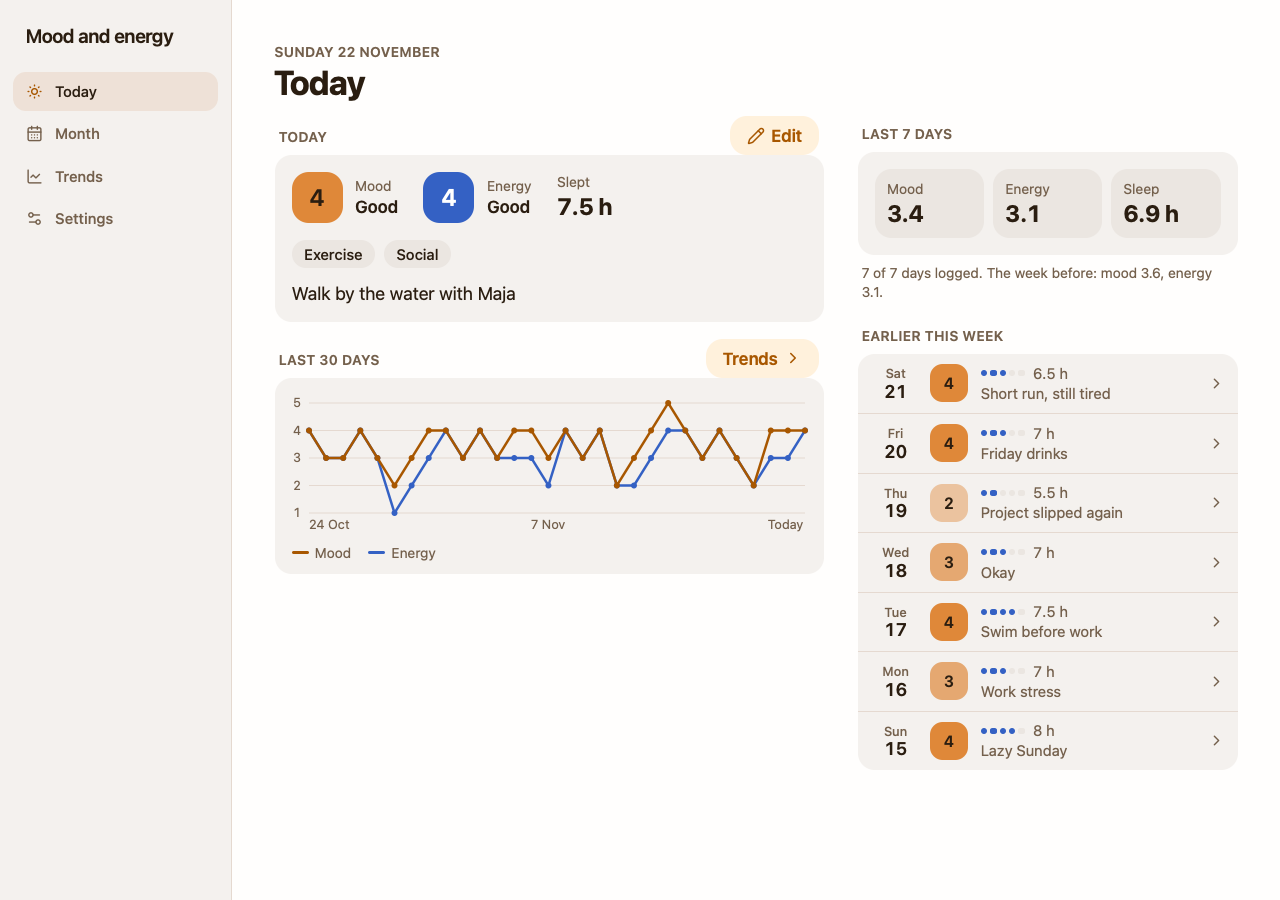 Mood and energy
Today
Month
Trends
Settings
SUNDAY 22 NOVEMBER
Today
TODAY
Edit
4
Mood
Good
4
Energy
Good
Slept
7.5 h
Exercise
Social
Walk by the water with Maja
LAST 30 DAYS
Trends
5
4
3
2
1
24 Oct
7 Nov
Today
Mood
Energy
LAST 7 DAYS
Mood
3.4
Energy
3.1
Sleep
6.9 h
7 of 7 days logged. The week before: mood 3.6, energy
3.1.
EARLIER THIS WEEK
Sat
21
4
6.5 h
Short run, still tired
Fri
20
4
7 h
Friday drinks
Thu
19
2
5.5 h
Project slipped again
Wed
18
3
7 h
Okay
Tue
17
4
7.5 h
Swim before work
Mon
16
3
7 h
Work stress
Sun
15
4
8 h
Lazy Sunday